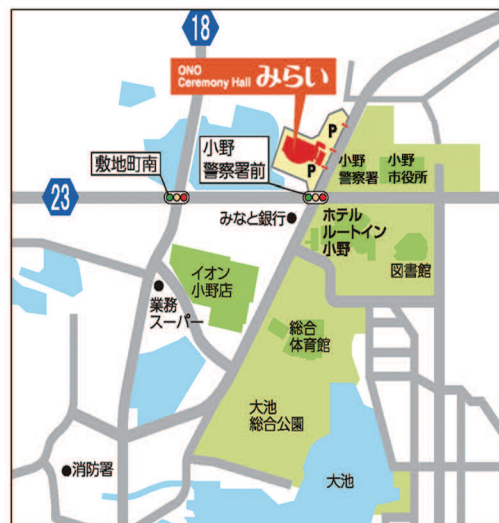 18
ONO
Ceremony Hall みらい
P
小野
警察署前
敷地町南
小野
警察署
小野
市役所
P
23
みなと銀行
ホテル
ルートイン
小野
図書館
イオン
小野店
業務
スーパー
総合
体育館
大池
総合公園
消防署
大池